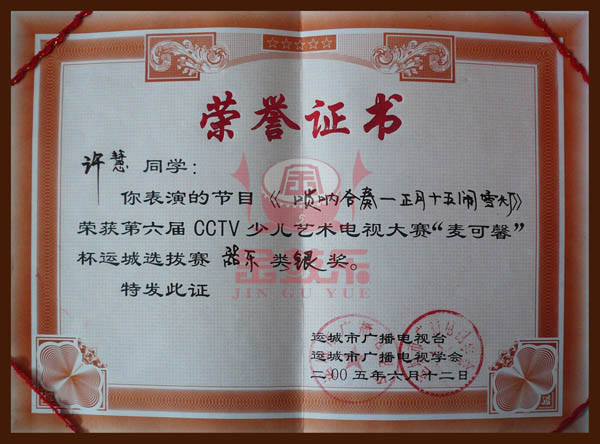 荣誉证书
许慧 同学:
你表演的节目《唢呐合奏—正月十五闹雪灯》
荣获第六届 CCTV 少儿艺术电视大赛“麦可馨”
杯运城选拔赛 器乐 类 银 奖。
特发此证
金鼓乐
JIN GU YUE
运城市广播电视台
运城市广播电视学会
二00五年六月十二日